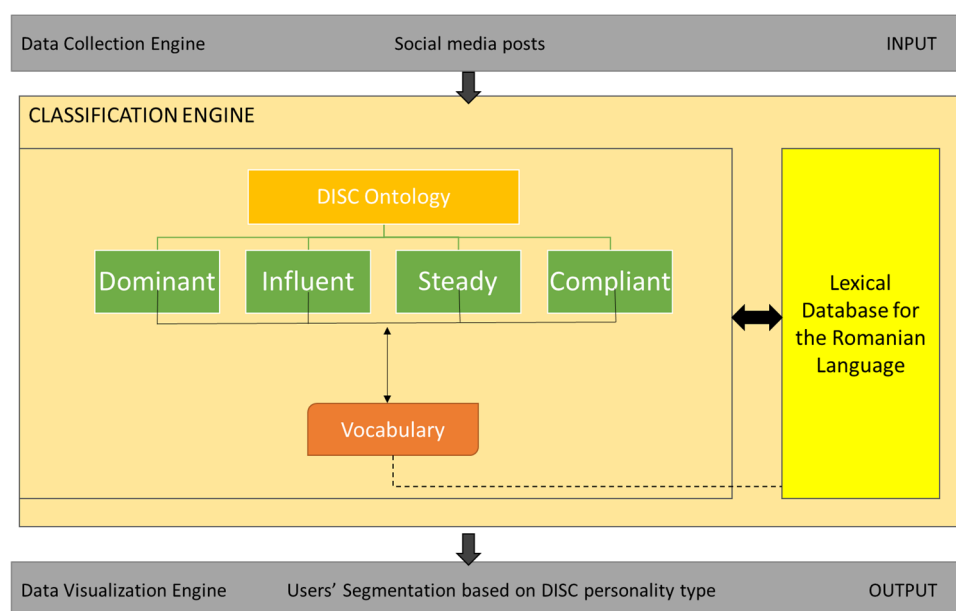 Data Collection Engine Social media posts INPUT
CLASSIFICATION ENGINE
DISC Ontology
Dominant Influent Steady Compliant
Lexical
Database for
the Romanian
Language
Vocabulary
Data Visualization Engine Users’ Segmentation based on DISC personality type OUTPUT